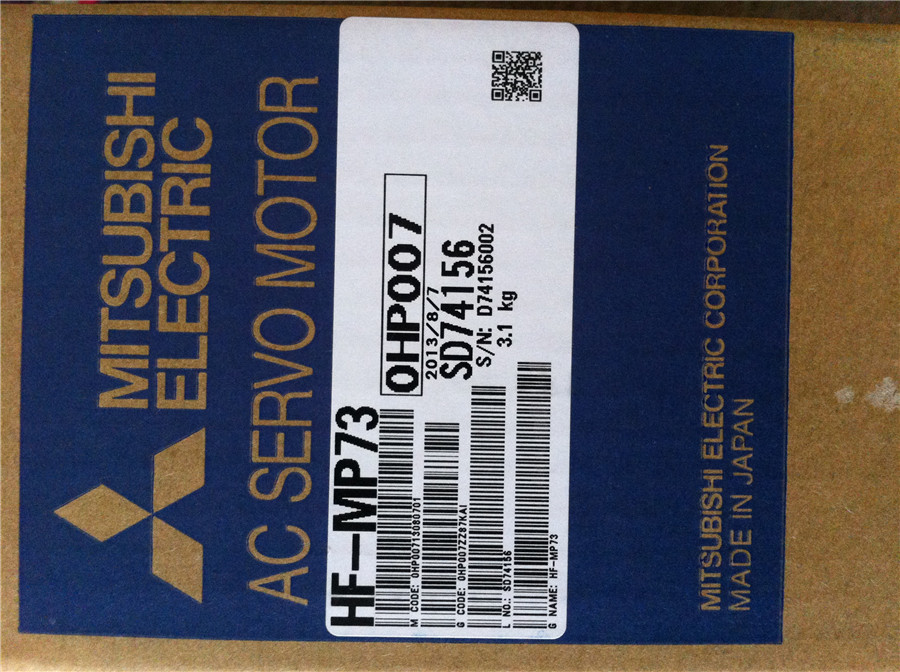 MITSUBISHI
ELECTRIC
AC SERVO MOTOR
HF-MP73
0HP007
2013/8/7
SD74156
S/N: D74156002
3.1 kg
M CODE: 0HP00713080701
G CODE: 0HP007ZZ87KAI
L NO.: SD74156
G NAME: HF-MP73
MITSUBISHI ELECTRIC CORPORATION
MADE IN JAPAN